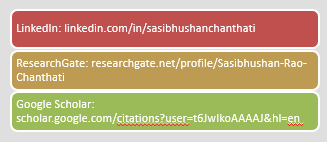 LinkedIn: linkedin.com/in/sasibhushanchanthati
ResearchGate: researchgate.net/profile/Sasibhushan-Rao-
Chanthati
Google Scholar:
scholar.google.com/citations?user=t6JwIkoAAAAJ&hl=en